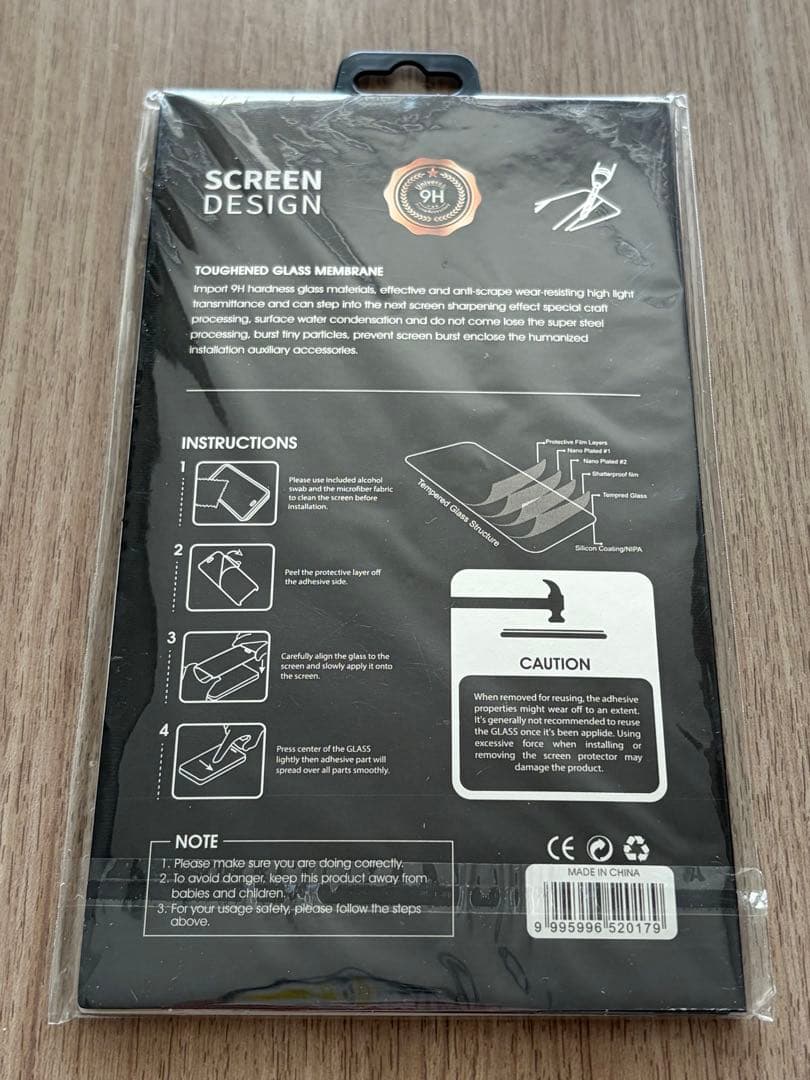 SCREEN
DESIGN
Univers
9H
TOUGHENED GLASS MEMBRANE
Import 9H hardness glass materials, effective and anti-scrape wear-resisting high light
transmittance and can step into the next screen sharpening effect special craft
processing, surface water condensation and do not come lose the super steel
processing, burst tiny particles, prevent screen burst enclose the humanized
installation auxiliary accessories.
INSTRUCTIONS
1
Please use included alcohol
swab and the microfiber fabric
to clean the screen before
installation.
2
Peel the protective layer off
the adhesive side.
3
Carefully align the glass to the
screen and slowly apply it onto
the screen.
4
Press center of the GLASS
lightly then adhesive part will
spread over all parts smoothly.
Protective Film Layers
Nano Plated #1
Nano Plated #2
Shatterproof film
Tempred Glass
Silicon Coating/NIPA
Tempered Glass Structure
CAUTION
When removed for reusing, the adhesive
properties might wear off to an extent.
It's generally not recommended to reuse
the GLASS once it's been applide. Using
excessive force when installing or
removing the screen protector may
damage the product.
NOTE
1. Please make sure you are doing correctly.
2. To avoid danger, keep this product away from
babies and children.
3. For your usage safety, please follow the steps
above.
CE
MADE IN CHINA
9 995996 520179